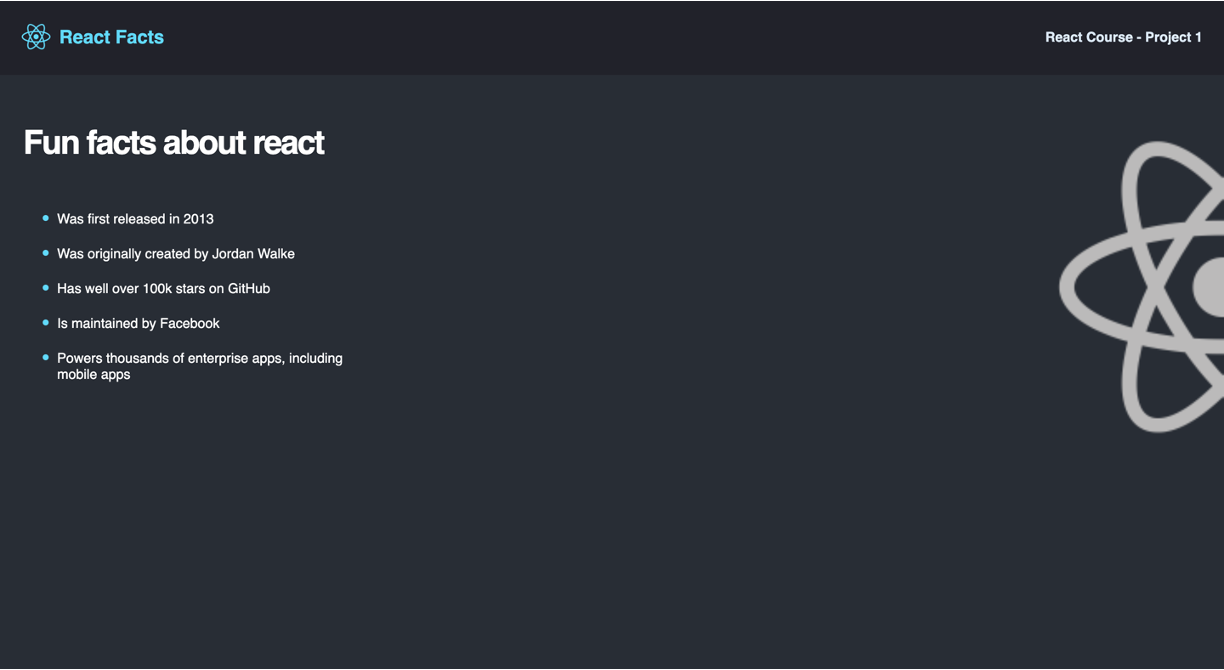 React Facts
React Course - Project 1
Fun facts about react
Was first released in 2013
Was originally created by Jordan Walke
Has well over 100k stars on GitHub
Is maintained by Facebook
Powers thousands of enterprise apps, including
mobile apps